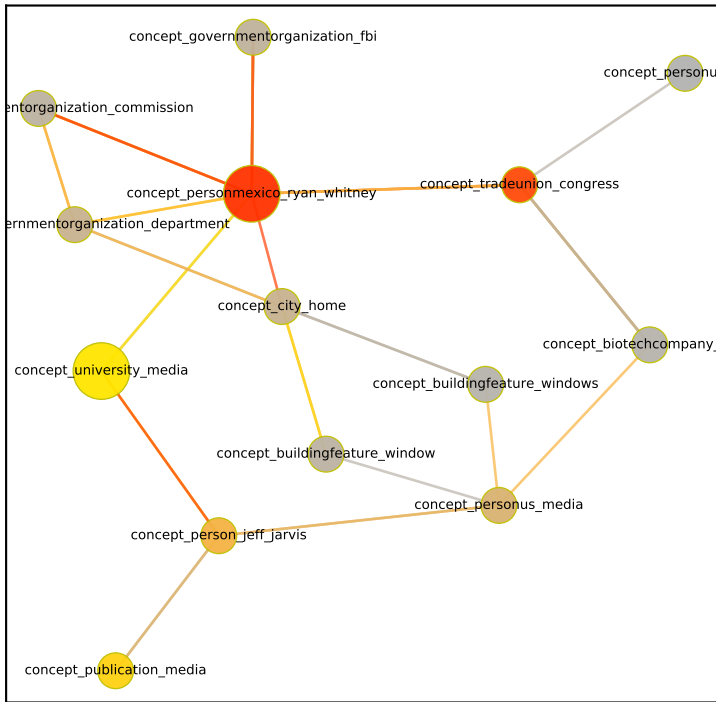 concept_governmentorganization_fbi
concept_personu
entorganization_commission
concept_personmexico_ryan_whitney
concept_tradeunion_congress
ernmentorganization_department
concept_city_home
concept_biotechcompany_
concept_university_media
concept_buildingfeature_windows
concept_buildingfeature_window
concept_personus_media
concept_person_jeff_jarvis
concept_publication_media